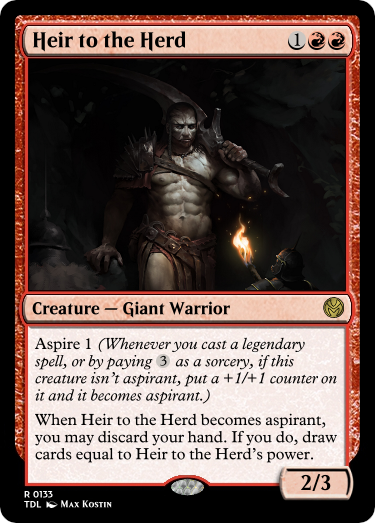 Heir to the Herd 1
Creature — Giant Warrior
Aspire 1 (Whenever you cast a legendary
spell, or by paying 3 as a sorcery, if this
creature isn't aspirant, put a +1/+1 counter on
it and it becomes aspirant.)
When Heir to the Herd becomes aspirant,
you may discard your hand. If you do, draw
cards equal to Heir to the Herd's power.
2/3
R 0133
TDL Max Kostin